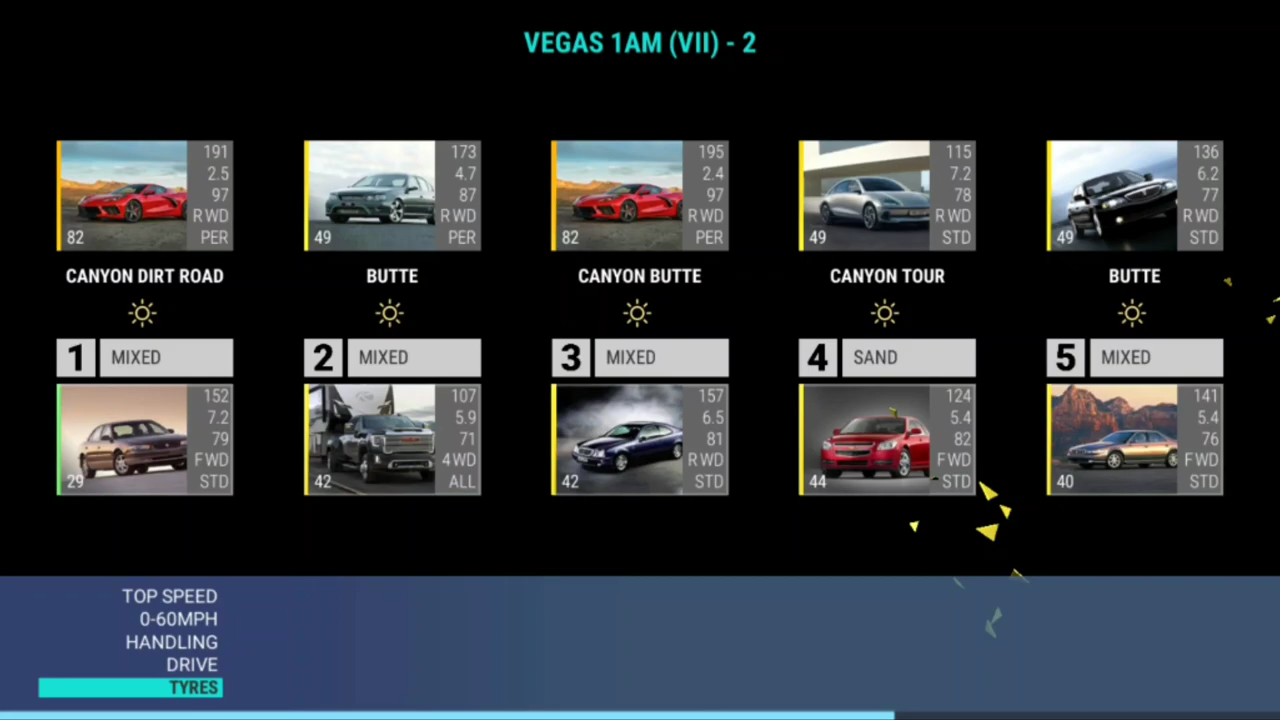 VEGAS 1AM (VII) - 2
191
2.5
97
RWD
PER
82
173
4.7
87
RWD
PER
49
195
2.4
97
RWD
PER
82
115
7.2
78
RWD
STD
49
136
6.2
77
RWD
STD
49
CANYON DIRT ROAD
BUTTE
CANYON BUTTE
CANYON TOUR
BUTTE
1 MIXED
2 MIXED
3 MIXED
4 SAND
5 MIXED
152
7.2
79
FWD
STD
29
107
5.9
71
4WD
ALL
42
157
6.5
81
RWD
STD
42
124
5.4
82
FWD
STD
44
141
5.4
76
FWD
STD
40
TOP SPEED
0-60MPH
HANDLING
DRIVE
TYRES